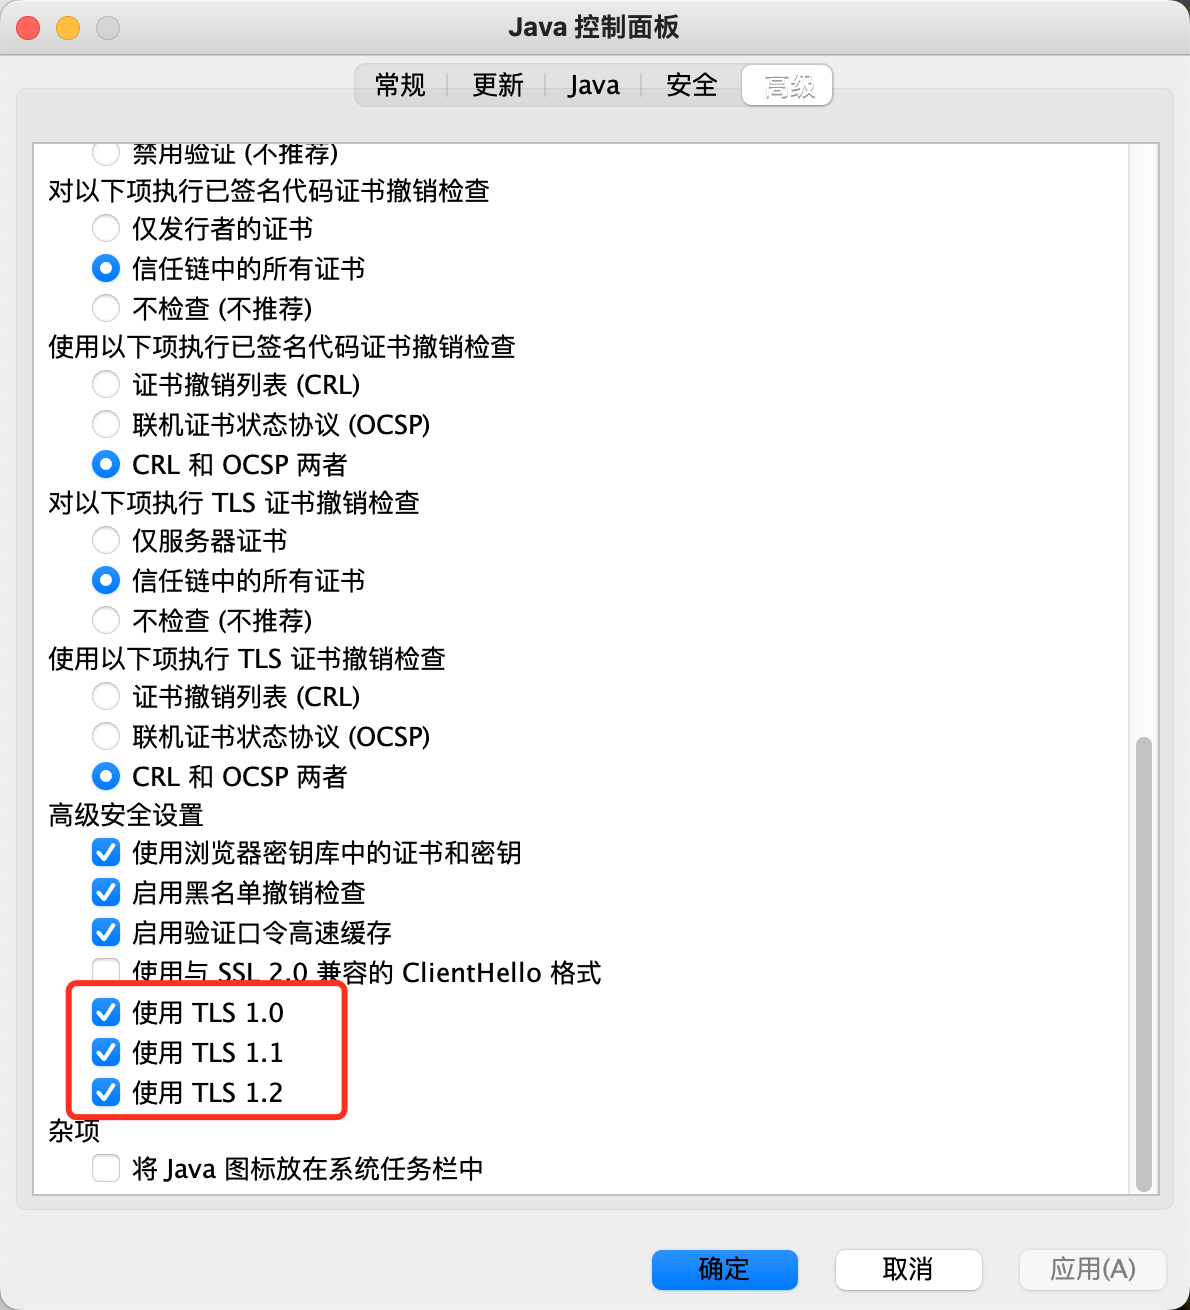 Java 控制面板
常规 更新 Java 安全 高级
禁用验证 (不推荐)
对以下项执行已签名代码证书撤销检查
仅发行者的证书
信任链中的所有证书
不检查 (不推荐)
使用以下项执行已签名代码证书撤销检查
证书撤销列表 (CRL)
联机证书状态协议 (OCSP)
CRL 和 OCSP 两者
对以下项执行 TLS 证书撤销检查
仅服务器证书
信任链中的所有证书
不检查 (不推荐)
使用以下项执行 TLS 证书撤销检查
证书撤销列表 (CRL)
联机证书状态协议 (OCSP)
CRL 和 OCSP 两者
高级安全设置
使用浏览器密钥库中的证书和密钥
启用黑名单撤销检查
启用验证口令高速缓存
使用与 SSL 2.0 兼容的 ClientHello 格式
使用 TLS 1.0
使用 TLS 1.1
使用 TLS 1.2
杂项
将 Java 图标放在系统任务栏中
确定 取消 应用(A)